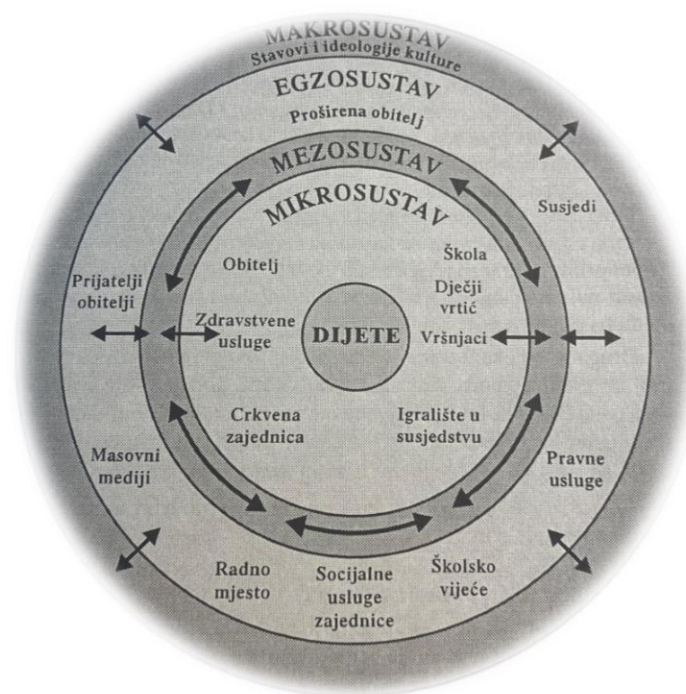 MAKROSUSTAV
Stavovi i ideologije kulture
EGZOSUSTAV
Proširena obitelj
MEZOSUSTAV
MIKROSUSTAV
Susjedi
Škola
Obitelj
Dječji
vrtić
Prijatelji
obitelji
Zdravstvene
usluge
DIJETE
Vršnjaci
Crkvena
zajednica
Igralište u
susjedstvu
Masovni
mediji
Pravne
usluge
Radno
mjesto
Socijalne
usluge
zajednice
Školsko
vijeće